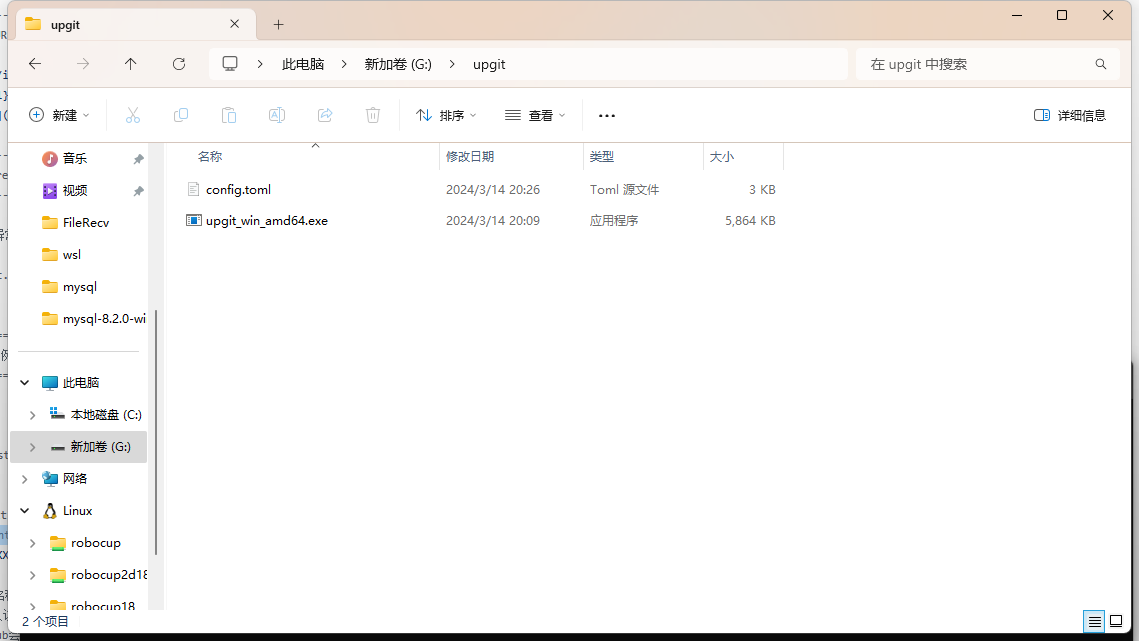 upgit
此电脑 新加卷 (G:) upgit
在 upgit 中搜索
新建 排序 查看 ... 详细信息
音乐
视频
FileRecv
wsl
mysql
mysql-8.2.0-wi
此电脑
本地磁盘 (C:)
新加卷 (G:)
网络
Linux
robocup
robocup2d18
robocup18
名称 修改日期 类型 大小
config.toml 2024/3/14 20:26 Toml 源文件 3 KB
upgit_win_amd64.exe 2024/3/14 20:09 应用程序 5,864 KB
2 个项目